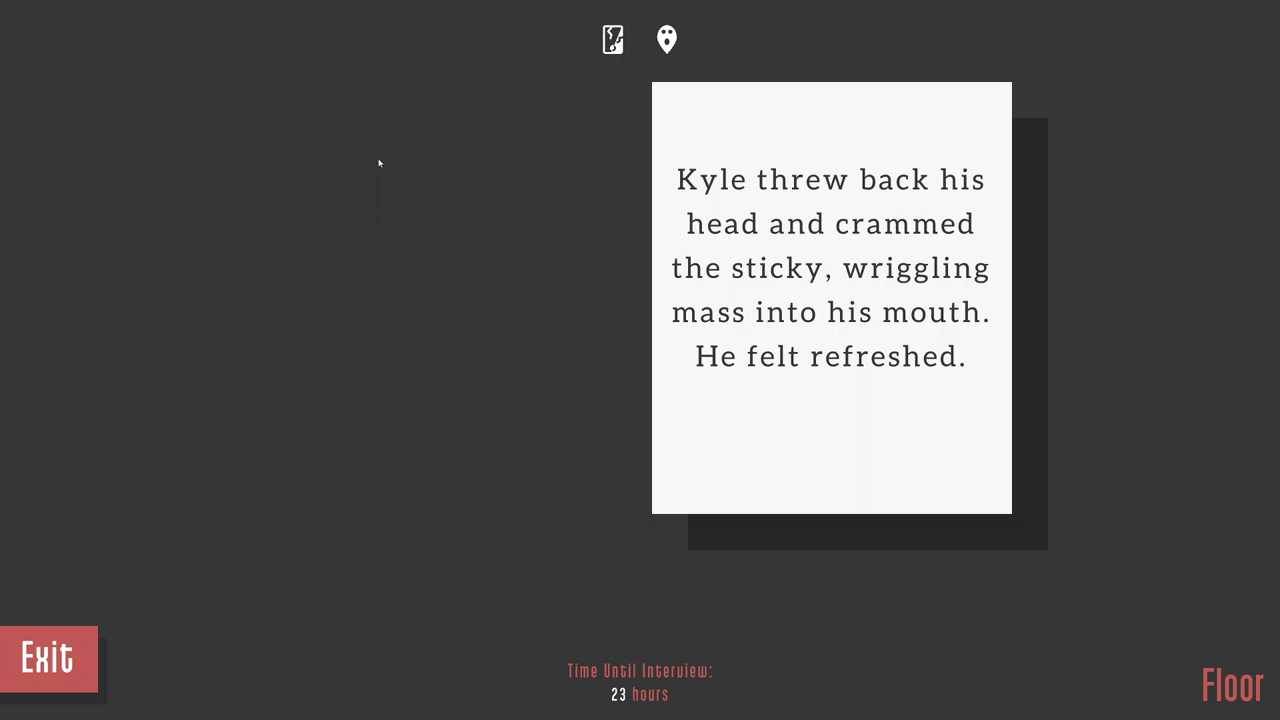 Kyle threw back his
head and crammed
the sticky, wriggling
mass into his mouth.
He felt refreshed.
Exit
Time Until Interview:
23 hours
Floor